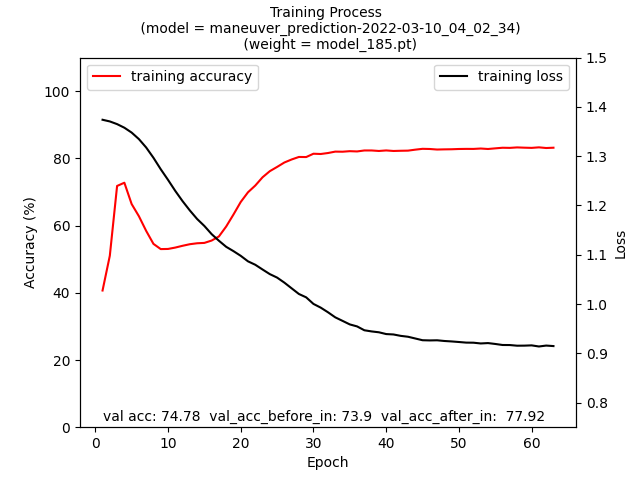 Training Process
(model = maneuver_prediction-2022-03-10_04_02_34)
(weight = model_185.pt)
training accuracy
training loss
Accuracy (%)
100
80
60
40
20
0
1.5
1.4
1.3
1.2
1.1
1.0
0.9
0.8
Loss
val acc: 74.78  val_acc_before_in: 73.9  val_acc_after_in:  77.92
0 10 20 30 40 50 60
Epoch